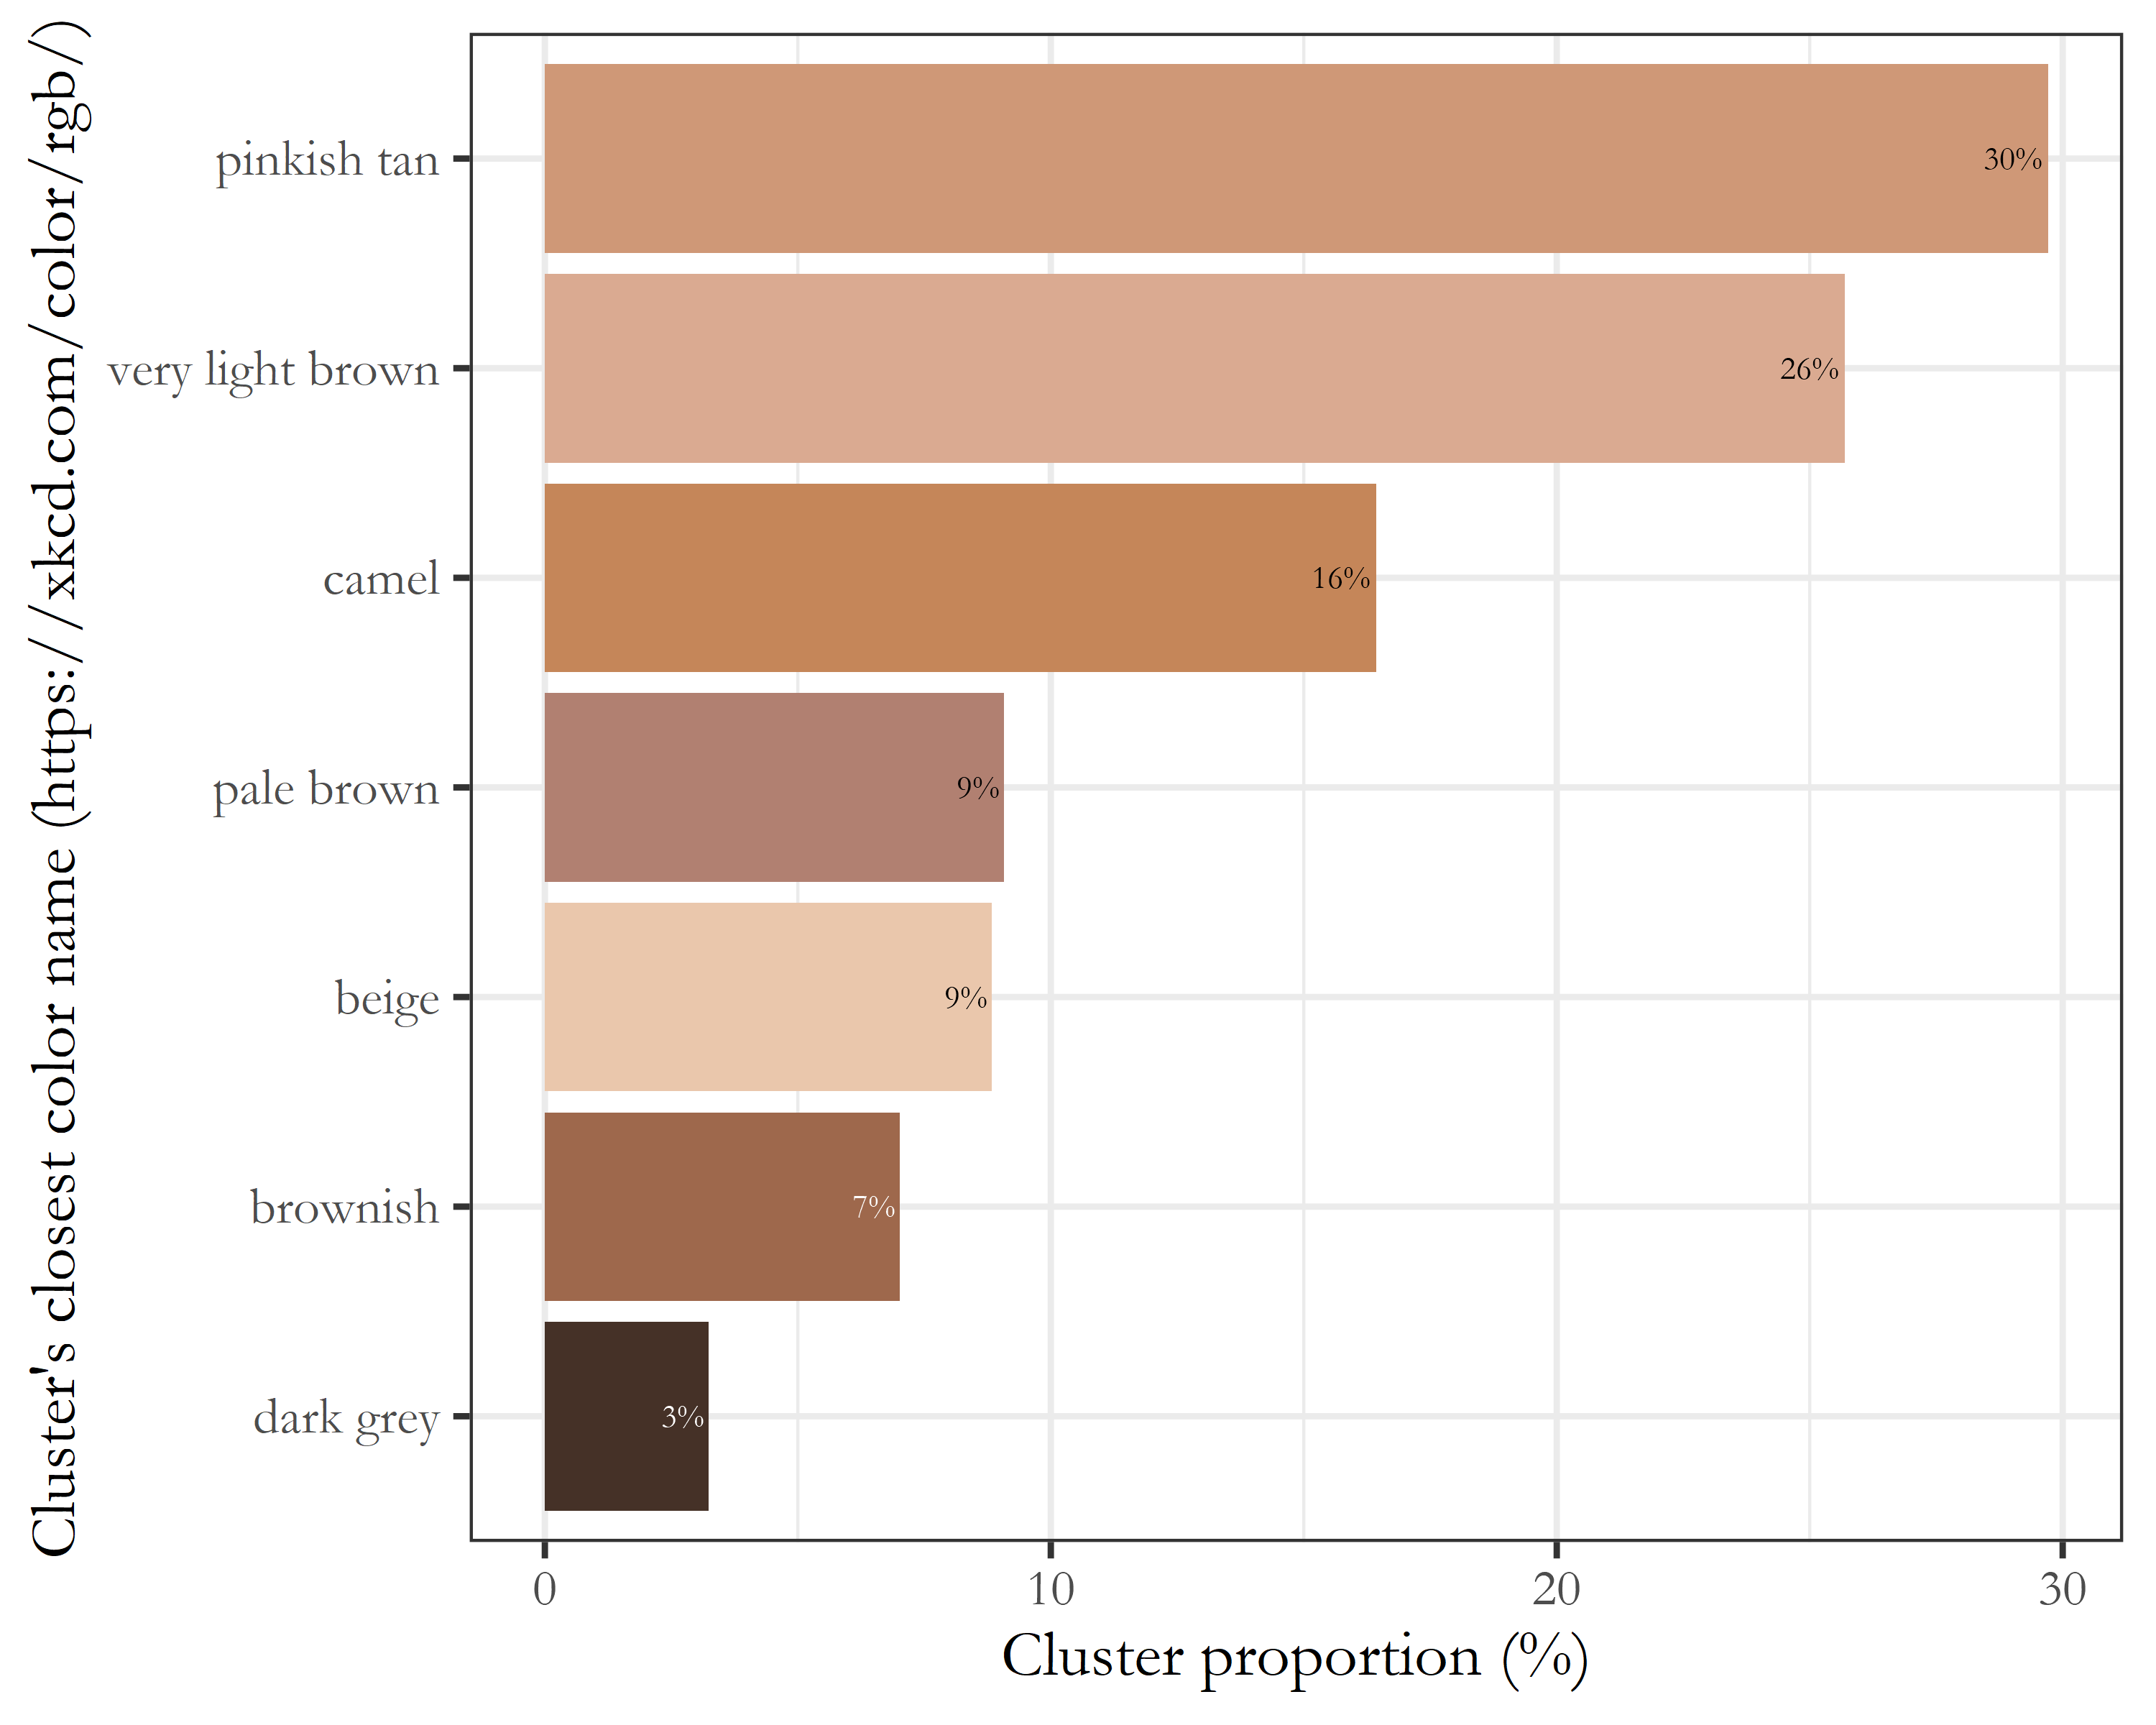 Cluster's closest color name (https://xkcd.com/color/rgb/)
pinkish tan
30%
very light brown
26%
camel
16%
pale brown
9%
beige
9%
brownish
7%
dark grey
3%
0 10 20 30
Cluster proportion (%)